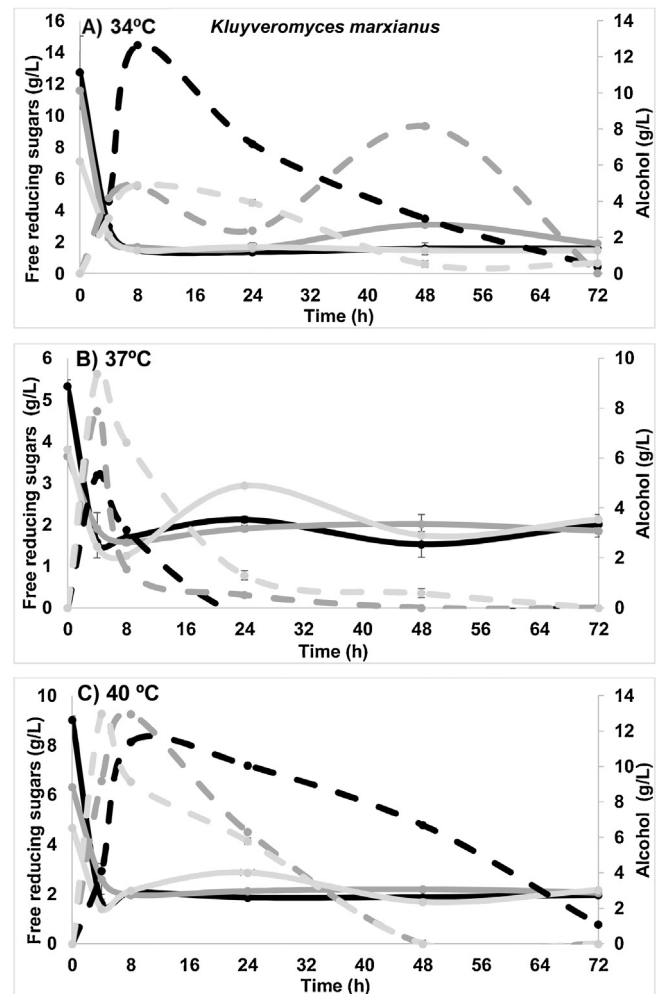 A) 34ºC
Kluyveromyces marxianus
Free reducing sugars (g/L)
16
14
12
10
8
6
4
2
0
14
12
10
8
6
4
2
0
Alcohol (g/L)
0 8 16 24 32 40 48 56 64 72
Time (h)
B) 37ºC
Free reducing sugars (g/L)
6
5
4
3
2
1
0
10
8
6
4
2
0
Alcohol (g/L)
0 8 16 24 32 40 48 56 64 72
Time (h)
C) 40 ºC
Free reducing sugars (g/L)
10
8
6
4
2
0
14
12
10
8
6
4
2
0
Alcohol (g/L)
0 8 16 24 32 40 48 56 64 72
Time (h)